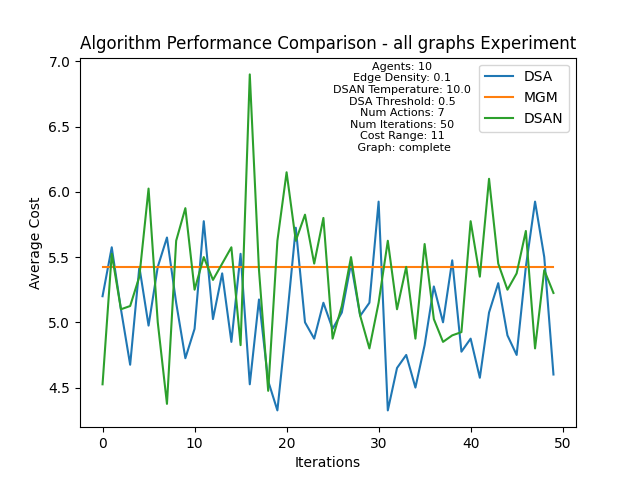 Algorithm Performance Comparison - all graphs Experiment
Agents: 10
Edge Density: 0.1
DSAN Temperature: 10.0
DSA Threshold: 0.5
Num Actions: 7
Num Iterations: 50
Cost Range: 11
Graph: complete
DSA
MGM
DSAN
Average Cost
7.0
6.5
6.0
5.5
5.0
4.5
0
10
20
30
40
50
Iterations